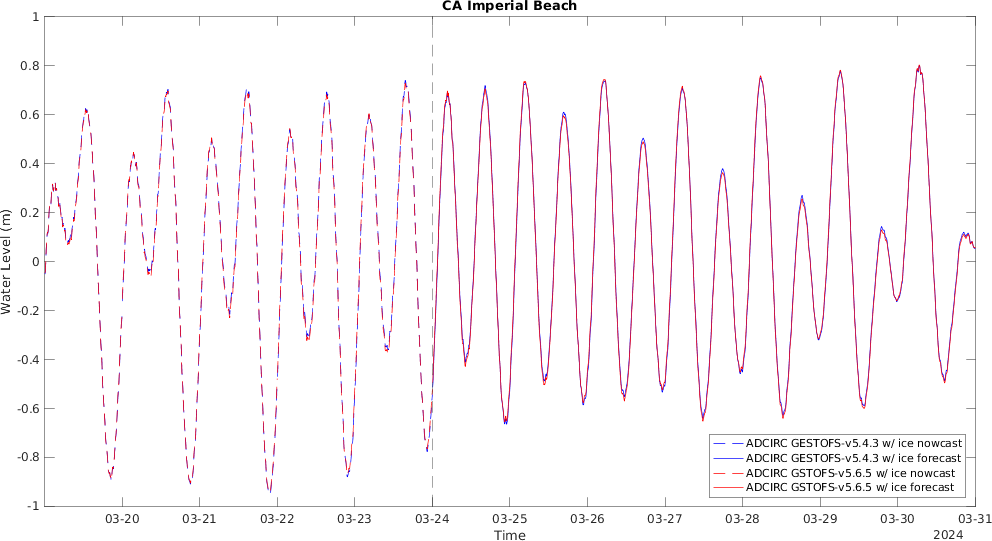 CA Imperial Beach
1
0.8
0.6
0.4
0.2
0
-0.2
-0.4
-0.6
-0.8
-1
Water Level (m)
ADCIRC GESTOFS-v5.4.3 w/ ice nowcast
ADCIRC GESTOFS-v5.4.3 w/ ice forecast
ADCIRC GSTOFS-v5.6.5 w/ ice nowcast
ADCIRC GSTOFS-v5.6.5 w/ ice forecast
03-20 03-21 03-22 03-23 03-24 03-25 03-26 03-27 03-28 03-29 03-30 03-31
Time 2024